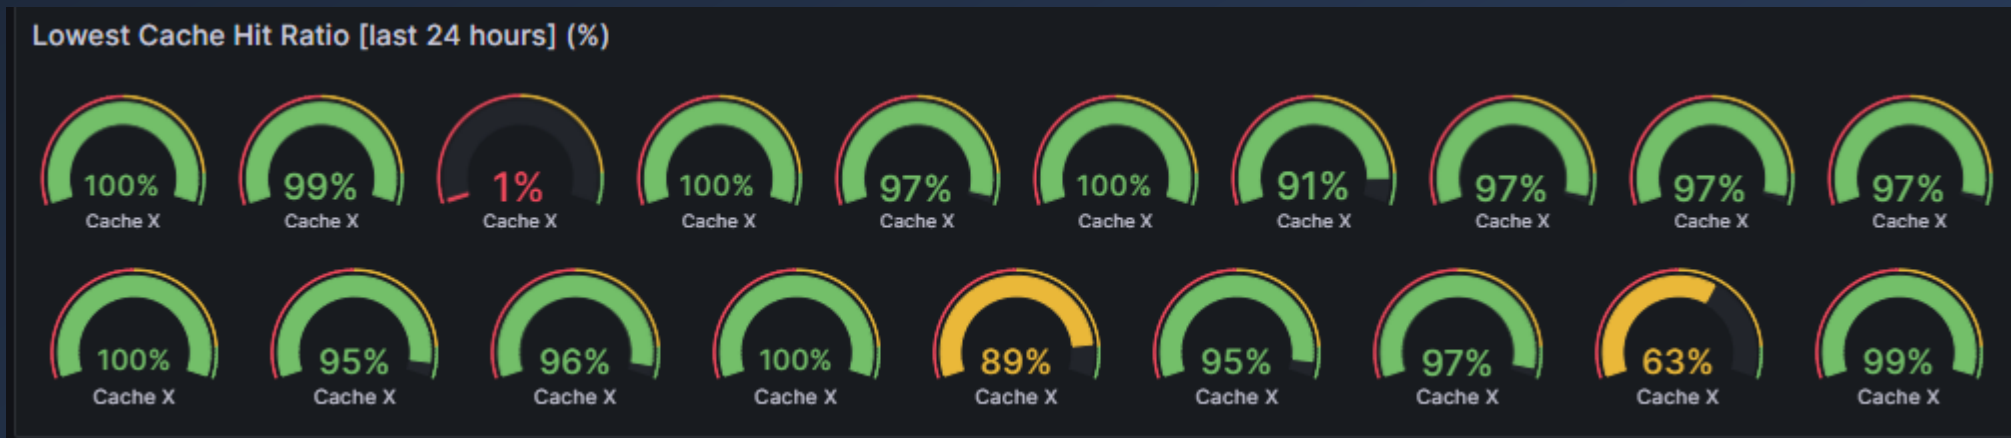 Lowest Cache Hit Ratio [last 24 hours] (%)
100% 99% 1% 100% 97% 100% 91% 97% 97% 97%
Cache X Cache X Cache X Cache X Cache X Cache X Cache X Cache X Cache X Cache X
100% 95% 96% 100% 89% 95% 97% 63% 99%
Cache X Cache X Cache X Cache X Cache X Cache X Cache X Cache X Cache X